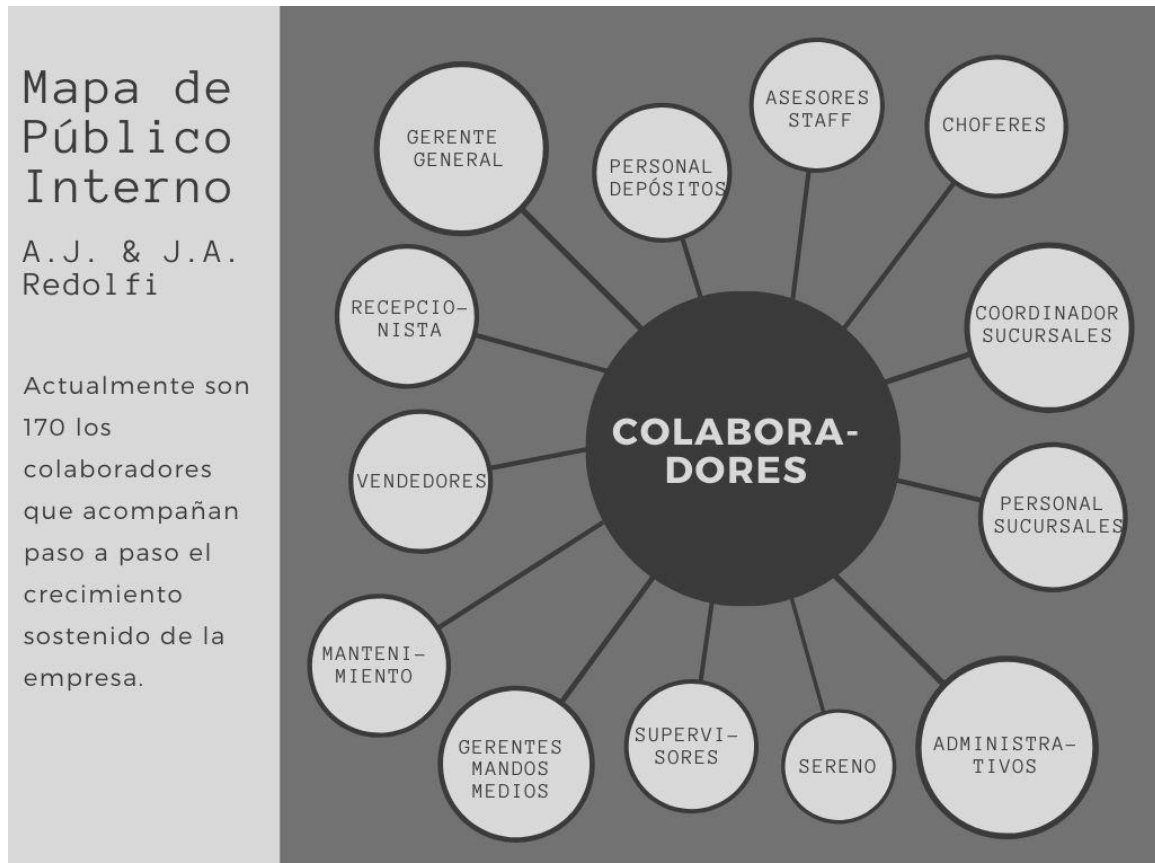 Mapa de
Público
Interno
A.J. & J.A.
Redolfi
Actualmente son
170 los
colaboradores
que acompañan
paso a paso el
crecimiento
sostenido de la
empresa.
GERENTE
GENERAL
PERSONAL
DEPÓSITOS
ASESORES
STAFF
CHOFERES
RECEPCIO-
NISTA
COORDINADOR
SUCURSALES
COLABORA-
DORES
VENDEDORES
PERSONAL
SUCURSALES
MANTENI-
MIENTO
GERENTES
MANDOS
MEDIOS
SUPERVI-
SORES
SERENO
ADMINISTRA-
TIVOS